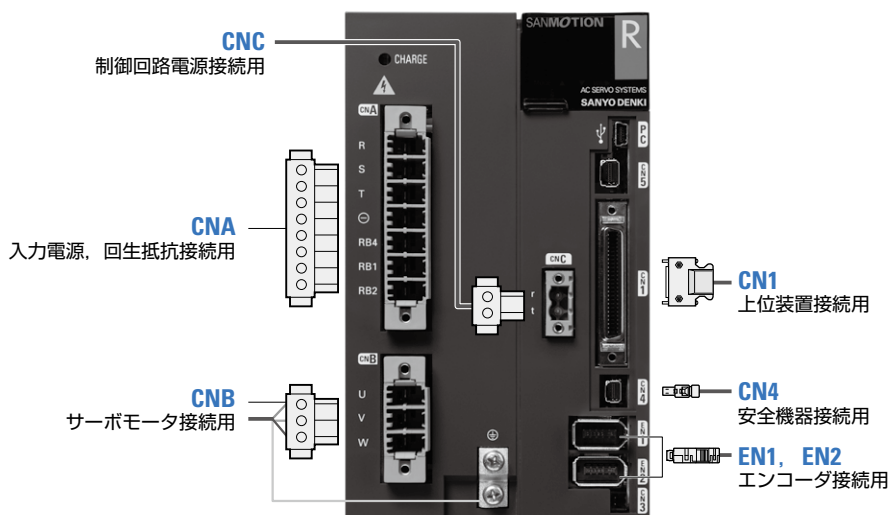 CNC
制御回路電源接続用
CNA
入力電源，回生抵抗接続用
CNB
サーボモータ接続用
CHARGE
CNA
R
S
T
⊖
RB4
RB1
RB2
CNB
U
V
W
SANMOTION
R
AC SERVO SYSTEMS
SANYO DENKI
PC
CN5
CNC
r
t
CN1
CN4
EN1
EN2
CN3
CN1
上位装置接続用
CN4
安全機器接続用
EN1， EN2
エンコーダ接続用